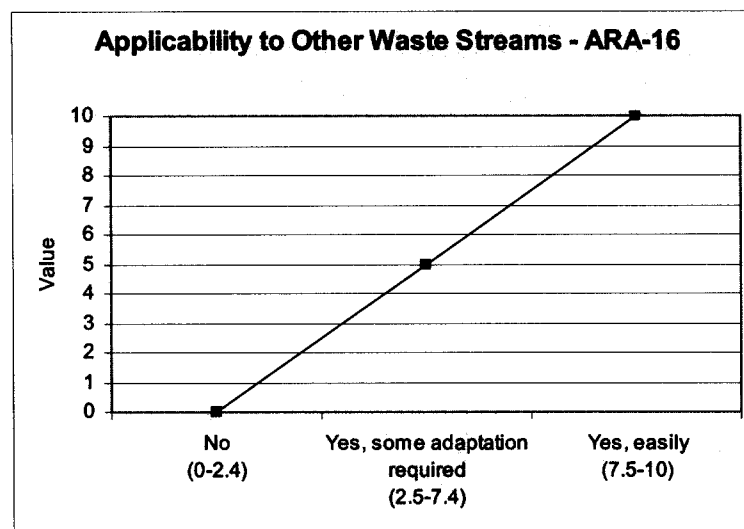 Applicability to Other Waste Streams - ARA-16
10
9
8
7
6
5
4
3
2
1
0
Value
No
(0-2.4)
Yes, some adaptation
required
(2.5-7.4)
Yes, easily
(7.5-10)